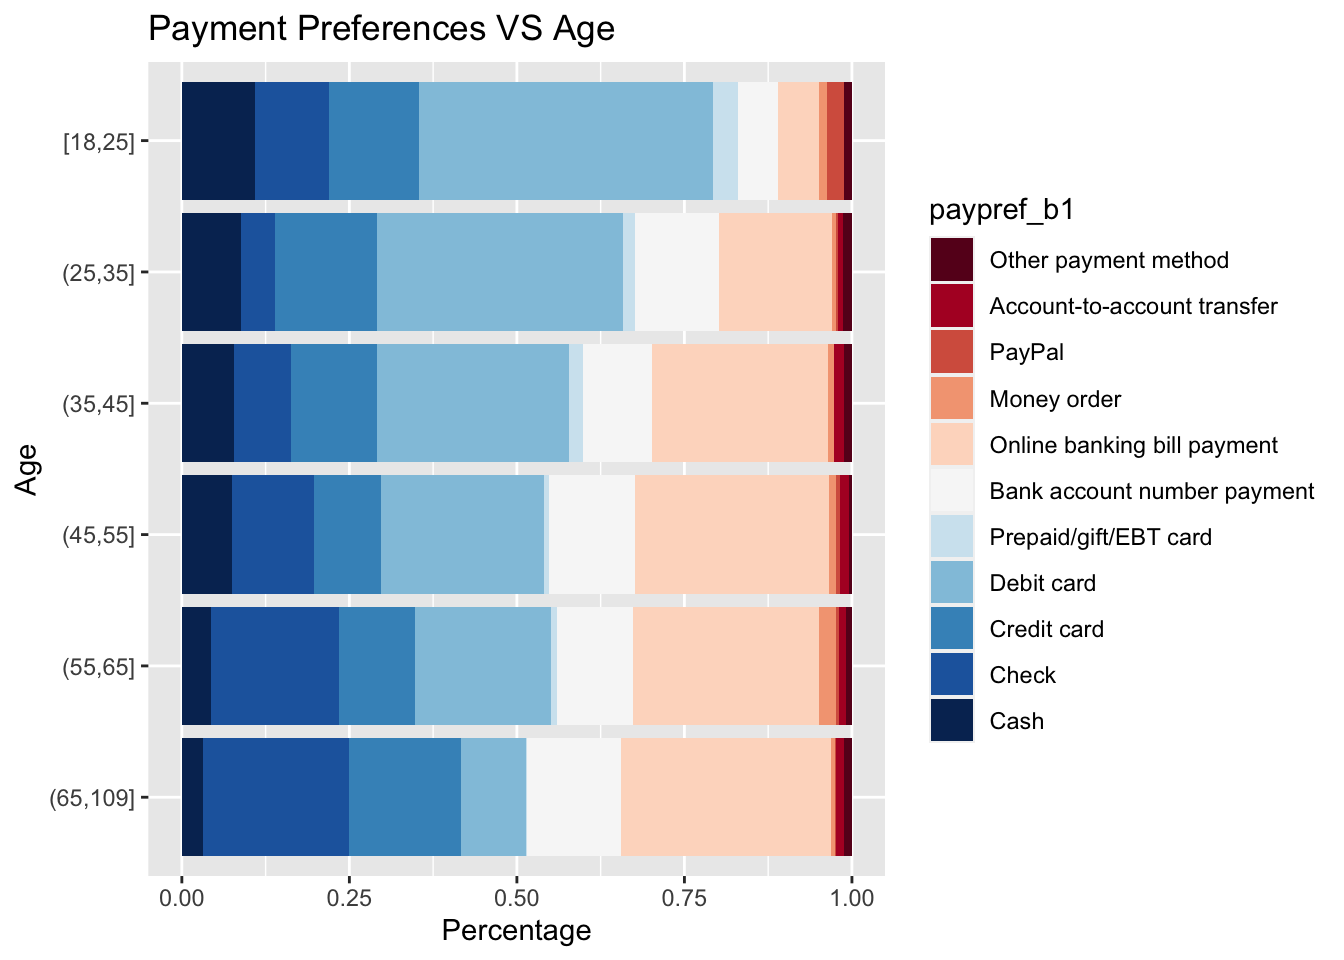 Payment Preferences VS Age
Age
[18,25]
(25,35]
(35,45]
(45,55]
(55,65]
(65,109]
0.00 0.25 0.50 0.75 1.00
Percentage
paypref_b1
Other payment method
Account-to-account transfer
PayPal
Money order
Online banking bill payment
Bank account number payment
Prepaid/gift/EBT card
Debit card
Credit card
Check
Cash